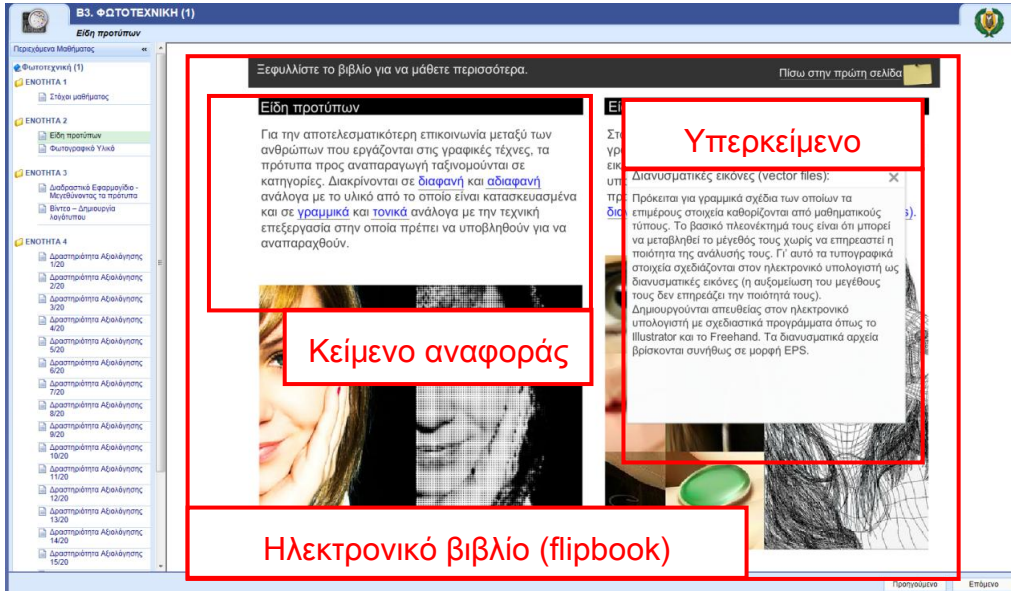 Β3. ΦΩΤΟΤΕΧΝΙΚΗ (1)
Είδη προτύπων
Περιεχόμενα Μαθήματος
Φωτοτεχνική (1)
ΕΝΟΤΗΤΑ 1
Στόχοι μαθήματος
ΕΝΟΤΗΤΑ 2
Είδη προτύπων
Φωτογραφικό Υλικό
ΕΝΟΤΗΤΑ 3
Διαδραστικό Εφαρμογίδιο -
Μεγεθύνοντας τα πρότυπα
Βίντεο – Δημιουργία
λογότυπου
ΕΝΟΤΗΤΑ 4
Δραστηριότητα Αξιολόγησης
1/20
Δραστηριότητα Αξιολόγησης
2/20
Δραστηριότητα Αξιολόγησης
3/20
Δραστηριότητα Αξιολόγησης
4/20
Δραστηριότητα Αξιολόγησης
5/20
Δραστηριότητα Αξιολόγησης
6/20
Δραστηριότητα Αξιολόγησης
7/20
Δραστηριότητα Αξιολόγησης
8/20
Δραστηριότητα Αξιολόγησης
9/20
Δραστηριότητα Αξιολόγησης
10/20
Δραστηριότητα Αξιολόγησης
11/20
Δραστηριότητα Αξιολόγησης
12/20
Δραστηριότητα Αξιολόγησης
13/20
Δραστηριότητα Αξιολόγησης
14/20
Δραστηριότητα Αξιολόγησης
15/20
Ξεφυλλίστε το βιβλίο για να μάθετε περισσότερα.
Πίσω στην πρώτη σελίδα
Είδη προτύπων
Για την αποτελεσματικότερη επικοινωνία μεταξύ των
ανθρώπων που εργάζονται στις γραφικές τέχνες, τα
πρότυπα προς αναπαραγωγή ταξινομούνται σε
κατηγορίες. Διακρίνονται σε διαφανή και αδιαφανή
ανάλογα με το υλικό από το οποίο είναι κατασκευασμένα
και σε γραμμικά και τονικά ανάλογα με την τεχνική
επεξεργασία στην οποία πρέπει να υποβληθούν για να
αναπαραχθούν.
Κείμενο αναφοράς
Υπερκείμενο
Διανυσματικές εικόνες (vector files):
Πρόκειται για γραμμικά σχέδια των οποίων τα
επιμέρους στοιχεία καθορίζονται από μαθηματικούς
τύπους. Το βασικό πλεονέκτημά τους είναι ότι μπορεί
να μεταβληθεί το μέγεθός τους χωρίς να επηρεαστεί η
ποιότητα της ανάλυσής τους. Γι΄ αυτό τα τυπογραφικά
στοιχεία σχεδιάζονται στον ηλεκτρονικό υπολογιστή ως
διανυσματικές εικόνες (η αυξομείωση του μεγέθους
τους δεν επηρεάζει την ποιότητά τους).
Δημιουργούνται απευθείας στον ηλεκτρονικό
υπολογιστή με σχεδιαστικά προγράμματα όπως το
Illustrator και το Freehand. Τα διανυσματικά αρχεία
βρίσκονται συνήθως σε μορφή EPS.
Ηλεκτρονικό βιβλίο (flipbook)
Προηγούμενο
Επόμενο